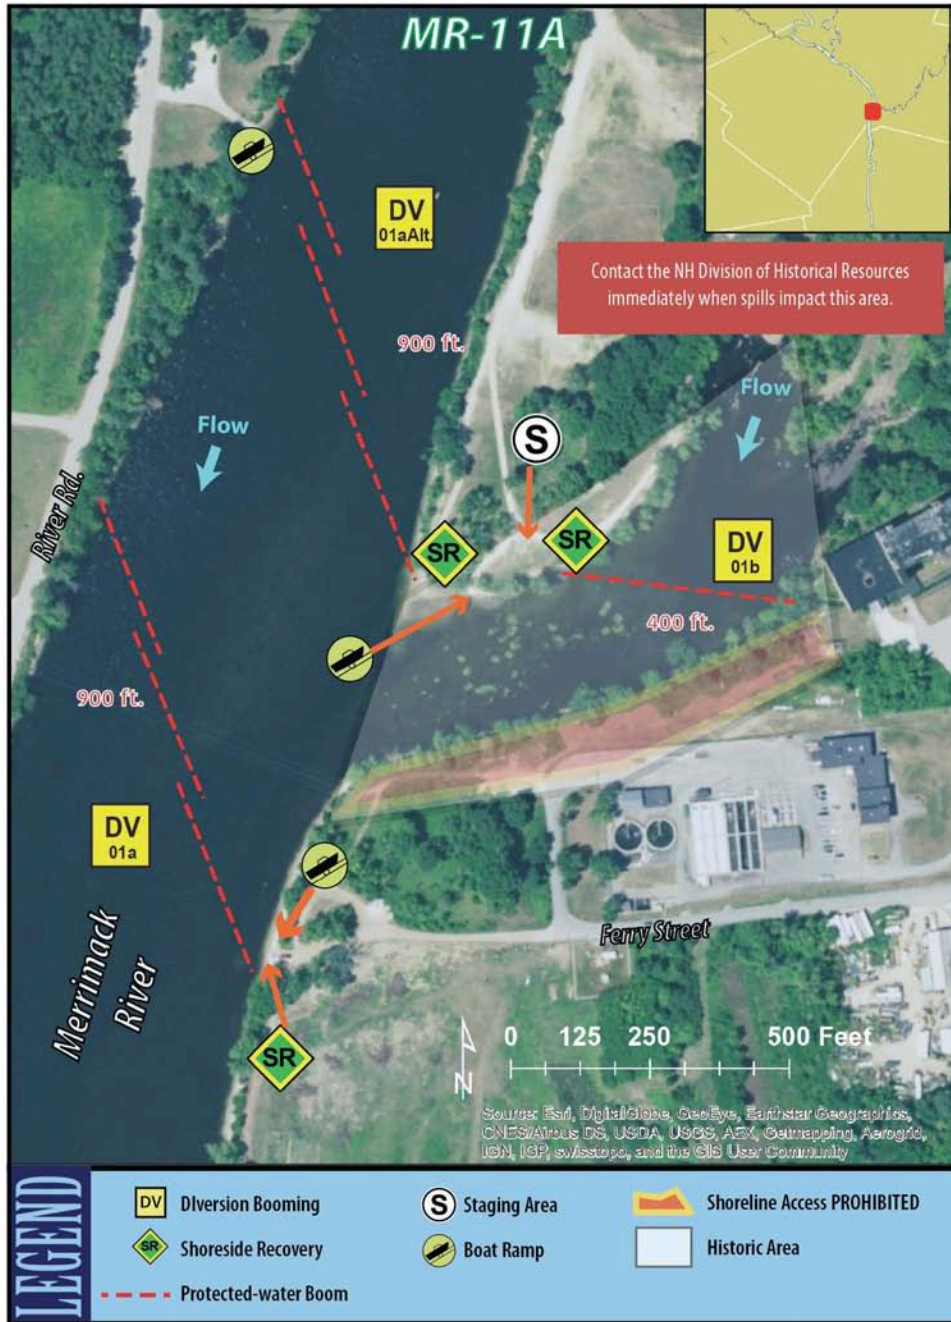 MR-11A
DV
01aAlt.
Contact the NH Division of Historical Resources
immediately when spills impact this area.
900 ft.
Flow
Flow
S
River Rd.
SR
SR
DV
01b
400 ft.
900 ft.
DV
01a
Ferry Street
Merrimack
River
SR
N
0 125 250 500 Feet
Source: Esri, DigitalGlobe, GeoEye, Earthstar Geographics,
CNES/Airbus DS, USDA, USGS, AEX, Getmapping, Aerogrid,
IGN, IGP, swisstopo, and the GIS User Community
LEGEND
DV DIversion Booming
S Staging Area
Shoreline Access PROHIBITED
SR Shoreside Recovery
Boat Ramp
Historic Area
Protected-water Boom